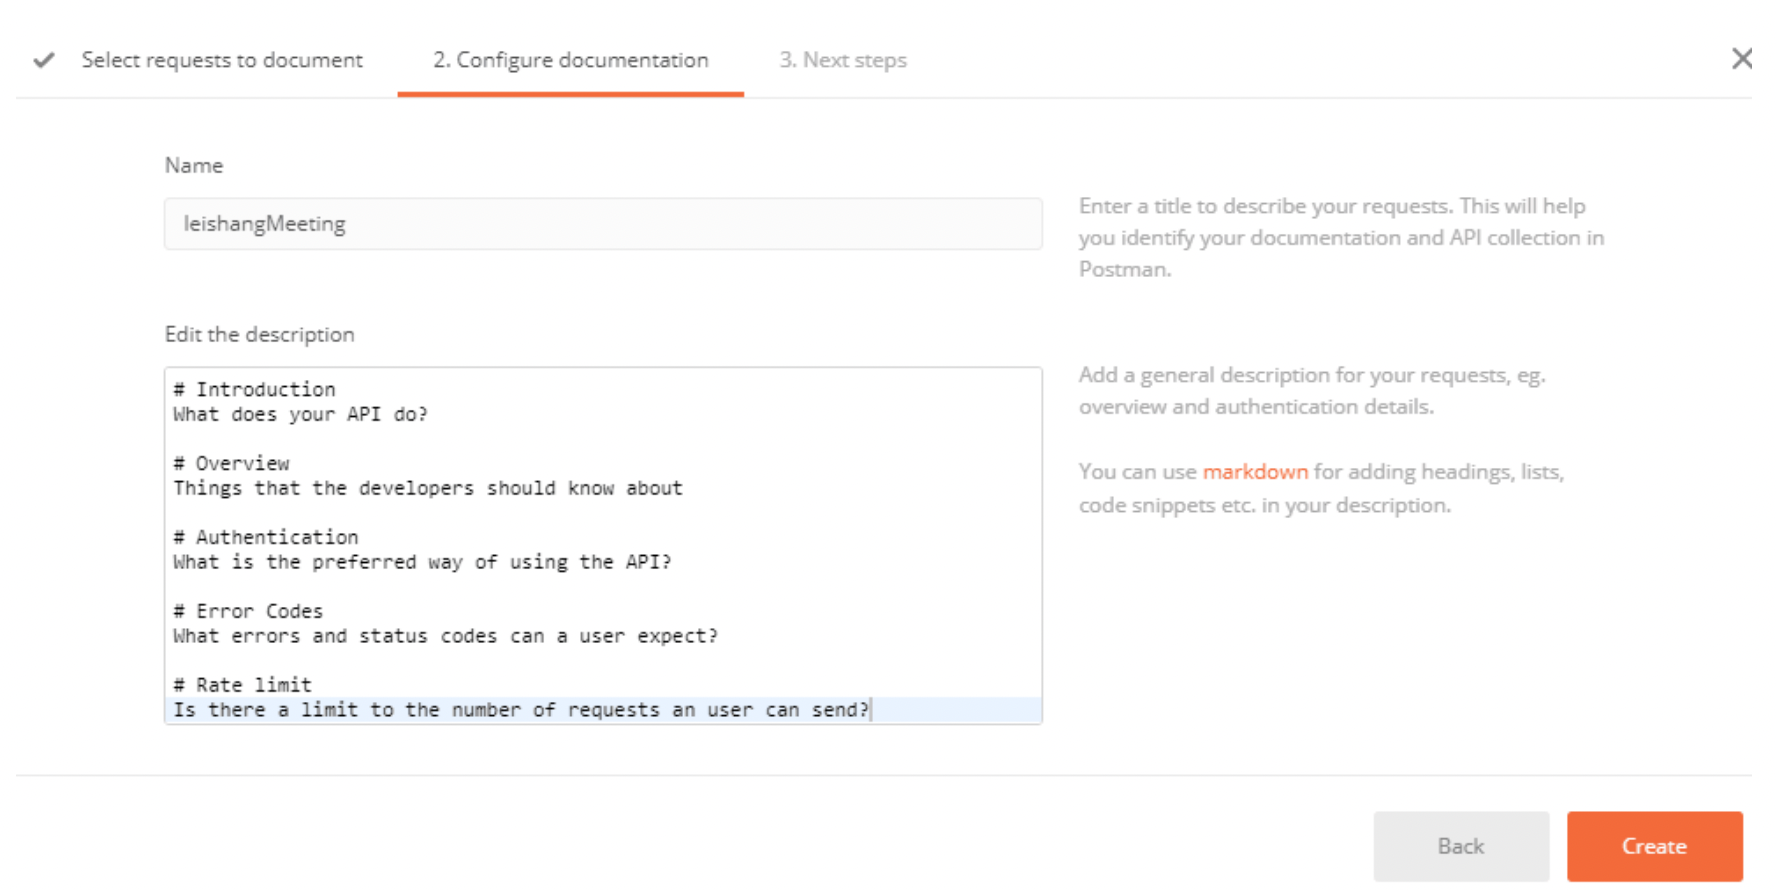 Select requests to document
2. Configure documentation
3. Next steps
Name
leishangMeeting
Enter a title to describe your requests. This will help
you identify your documentation and API collection in
Postman.
Edit the description
# Introduction
What does your API do?
# Overview
Things that the developers should know about
# Authentication
What is the preferred way of using the API?
# Error Codes
What errors and status codes can a user expect?
# Rate limit
Is there a limit to the number of requests an user can send?
Add a general description for your requests, eg.
overview and authentication details.
You can use markdown for adding headings, lists,
code snippets etc. in your description.
Back
Create